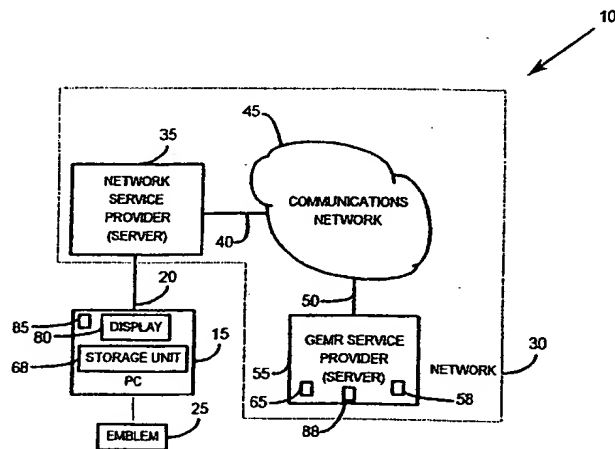 10
45
35
NETWORK
SERVICE
PROVIDER
(SERVER)
COMMUNICATIONS
NETWORK
40
20
50
85
80
DISPLAY
68
STORAGE UNIT
PC
15
GEMR SERVICE
PROVIDER
(SERVER)
55
65
88
58
NETWORK
30
EMBLEM
25